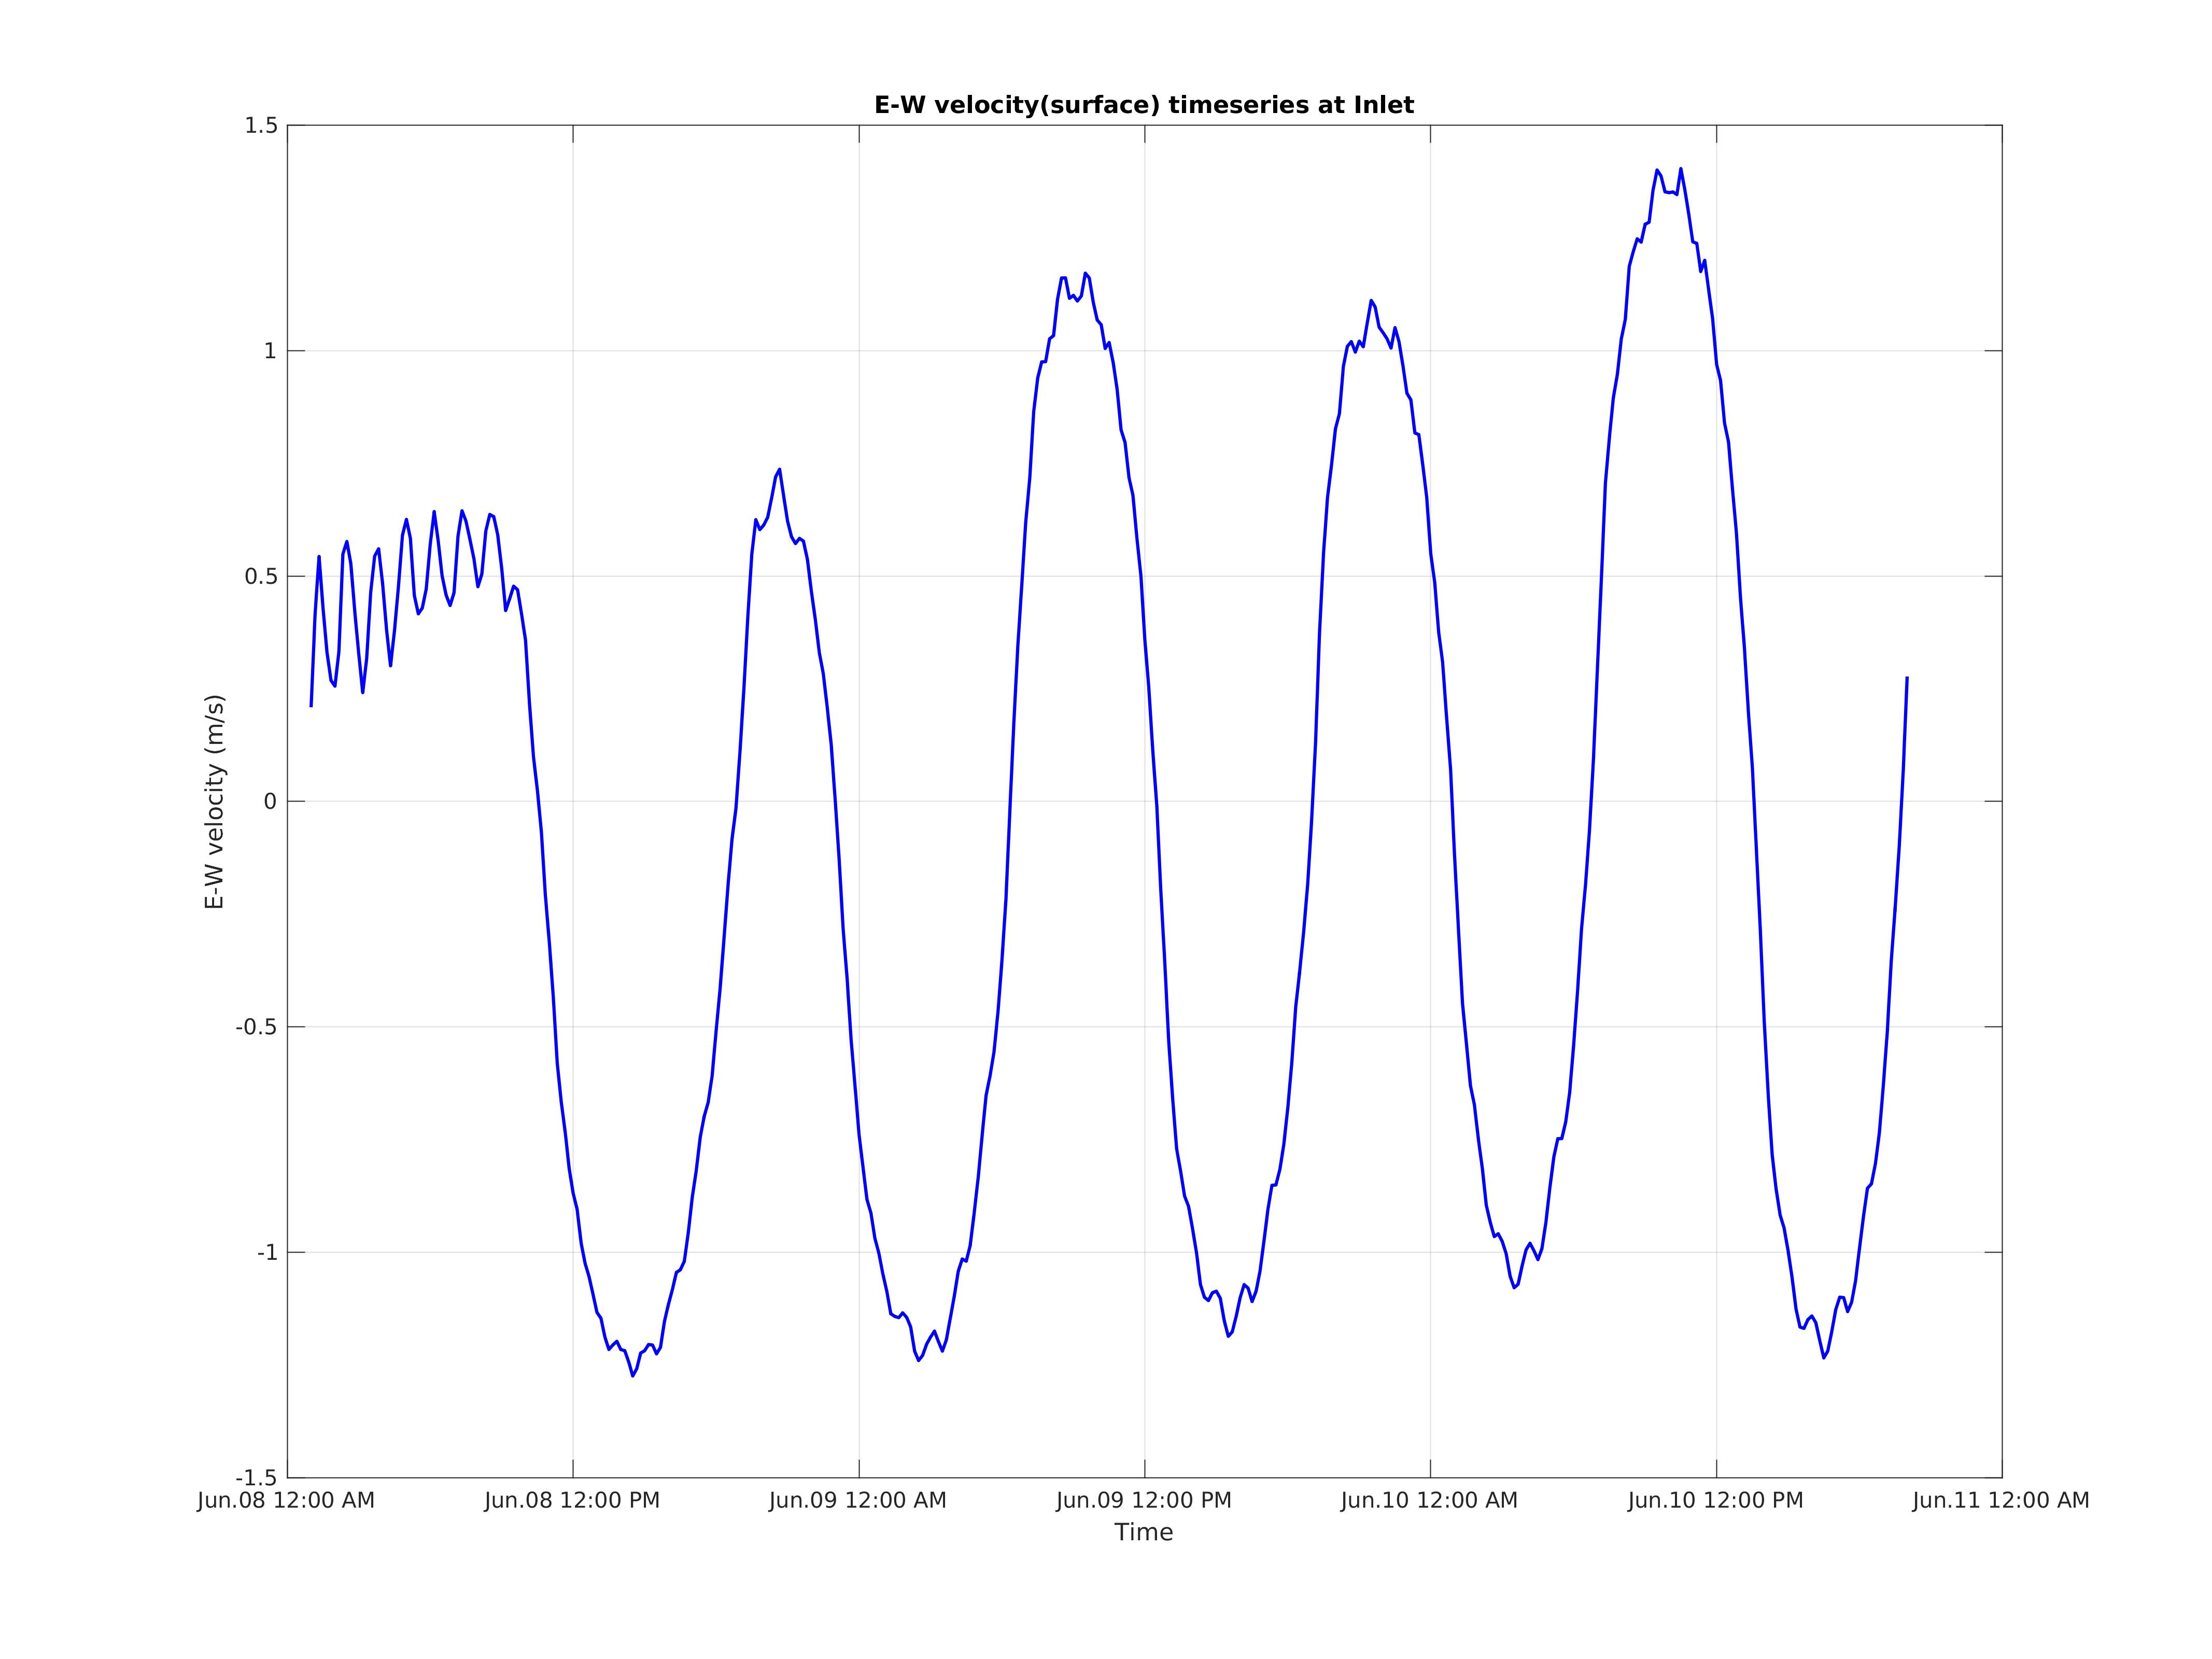 E-W velocity(surface) timeseries at Inlet
1.5
1
0.5
0
-0.5
-1
-1.5
E-W velocity (m/s)
Jun.08 12:00 AM
Jun.08 12:00 PM
Jun.09 12:00 AM
Jun.09 12:00 PM
Jun.10 12:00 AM
Jun.10 12:00 PM
Jun.11 12:00 AM
Time